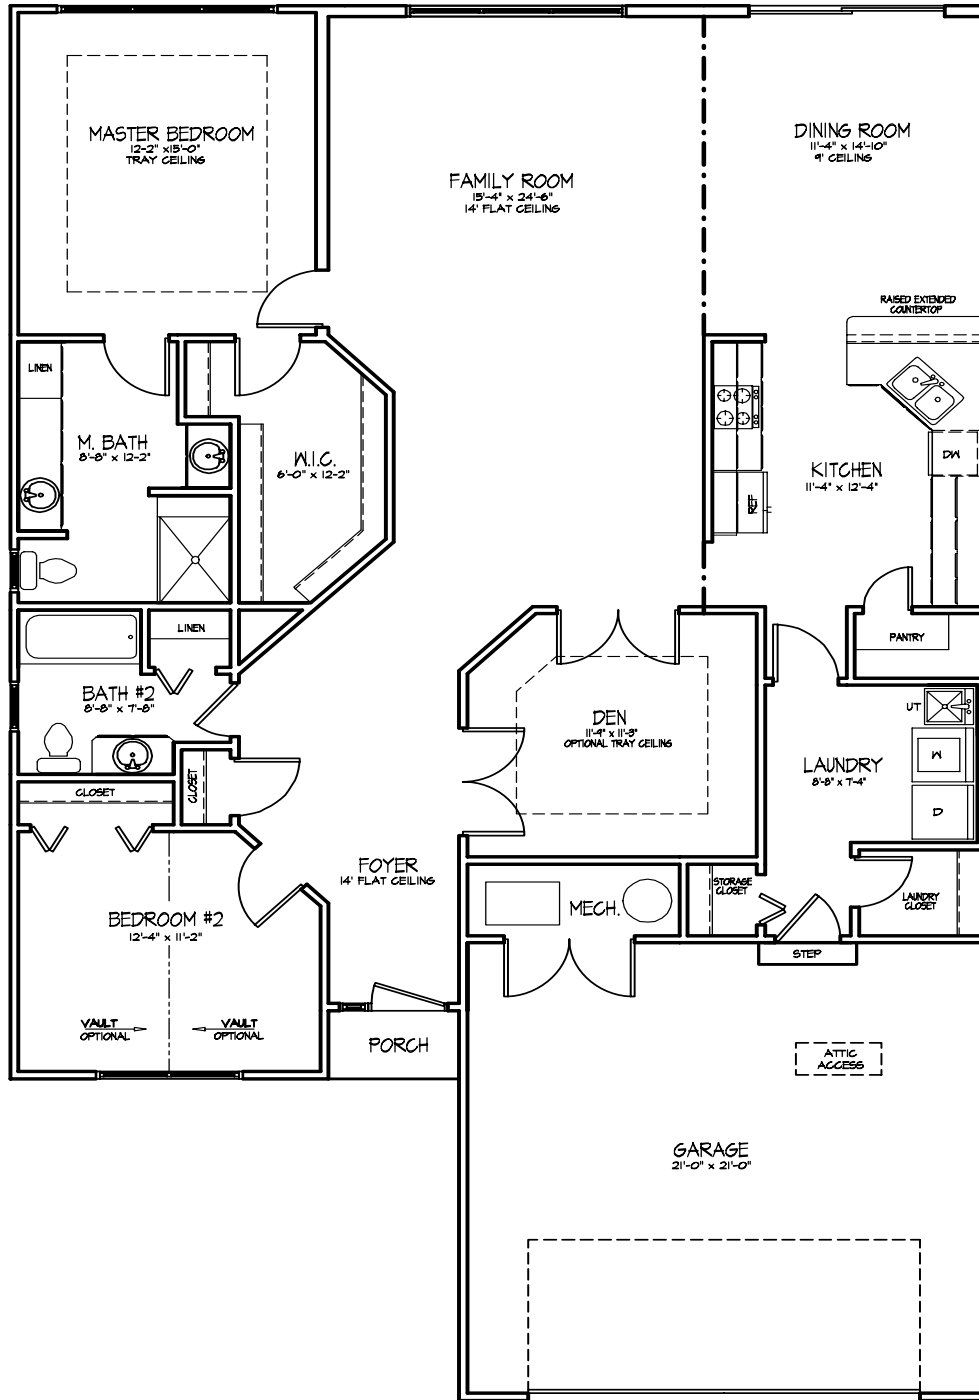 MASTER BEDROOM
12-2" x15'-0"
TRAY CEILING
FAMILY ROOM
15'-4" x 24'-6"
14' FLAT CEILING
DINING ROOM
11'-4" x 14'-10"
9' CEILING
RAISED EXTENDED
COUNTERTOP
LINEN
M. BATH
8'-8" x 12'-2"
W.I.C.
6'-0" x 12'-2"
KITCHEN
11'-4" x 12'-4"
DW
REF
LINEN
PANTRY
BATH #2
8'-8" x 7'-8"
DEN
11'-9" x 11'-3"
OPTIONAL TRAY CEILING
UT
W
LAUNDRY
8'-8" x 7'-4"
D
CLOSET
CLOSET
FOYER
14' FLAT CEILING
MECH.
STORAGE
CLOSET
LAUNDRY
CLOSET
BEDROOM #2
12'-4" x 11'-2"
STEP
VAULT
OPTIONAL
VAULT
OPTIONAL
PORCH
ATTIC
ACCESS
GARAGE
21'-0" x 21'-0"